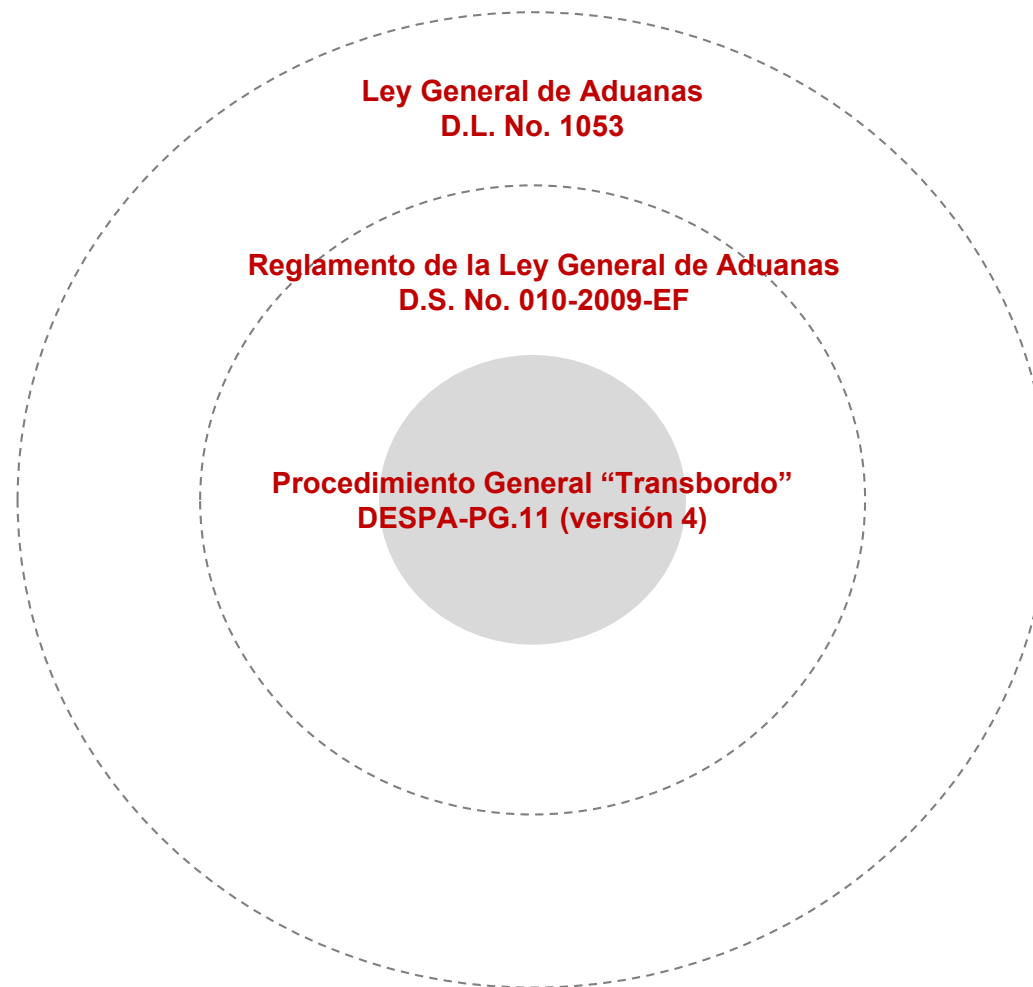 Ley General de Aduanas
D.L. No. 1053
Reglamento de la Ley General de Aduanas
D.S. No. 010-2009-EF
Procedimiento General “Transbordo”
DESPA-PG.11 (versión 4)